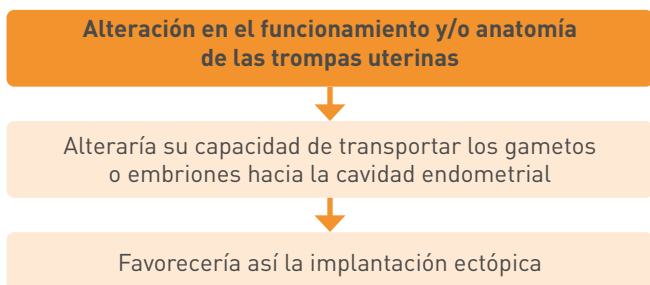 Alteración en el funcionamiento y/o anatomía
de las trompas uterinas
Alteraría su capacidad de transportar los gametos
o embriones hacia la cavidad endometrial
Favorecería así la implantación ectópica